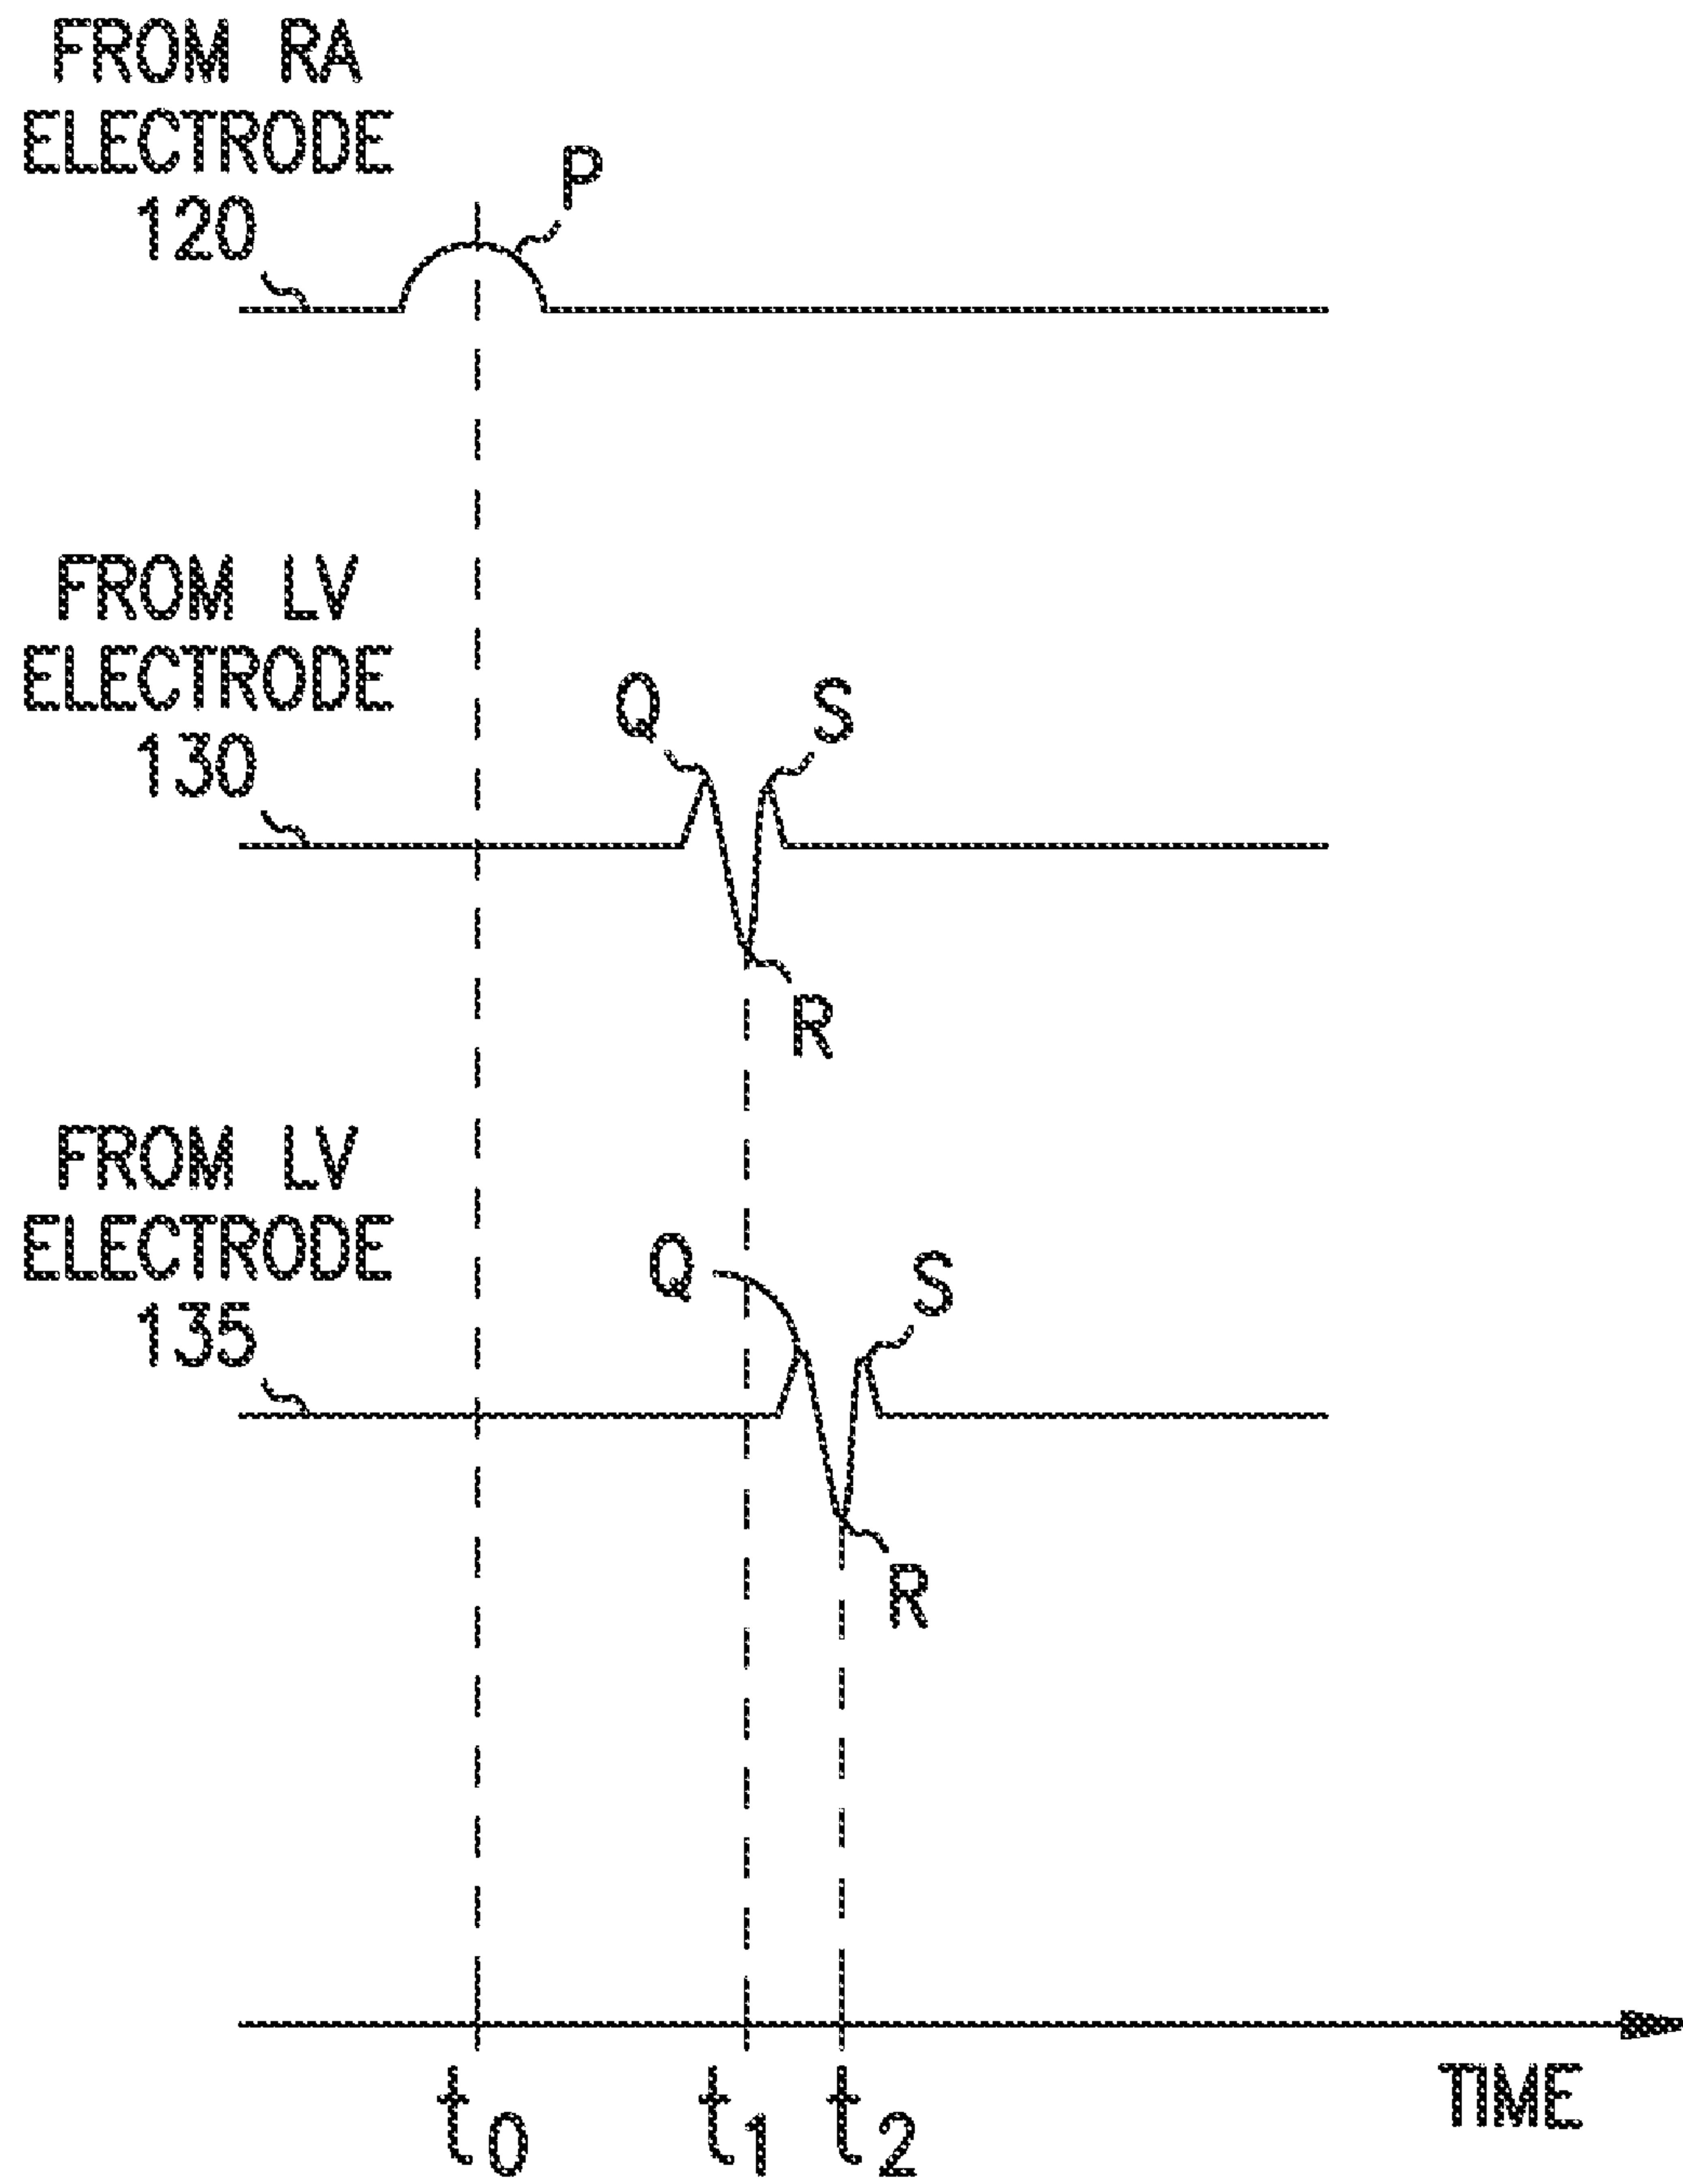 FROM RA
ELECTRODE
120
P
FROM LV
ELECTRODE
130
Q
S
R
FROM LV
ELECTRODE
135
Q
S
R
t0 t1 t2
TIME